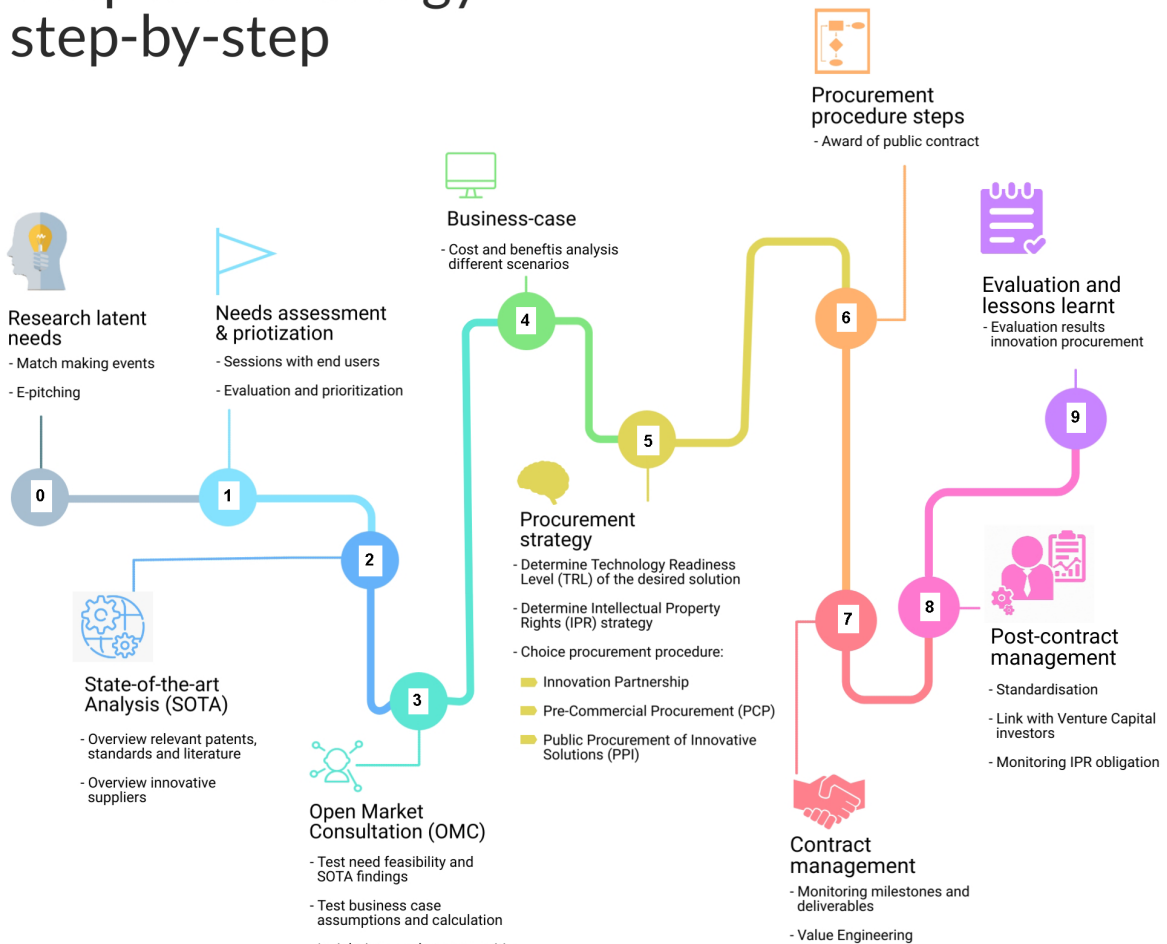 step-by-step
Procurement
procedure steps
- Award of public contract
Business-case
- Cost and beneftis analysis
different scenarios
Evaluation and
lessons learnt
- Evaluation results
innovation procurement
Research latent
needs
- Match making events
- E-pitching
Needs assessment
& priotization
- Sessions with end users
- Evaluation and prioritization
0
1
2
3
4
5
6
7
8
9
State-of-the-art
Analysis (SOTA)
- Overview relevant patents,
standards and literature
- Overview innovative
suppliers
Open Market
Consultation (OMC)
- Test need feasibility and
SOTA findings
- Test business case
assumptions and calculation
Procurement
strategy
- Determine Technology Readiness
Level (TRL) of the desired solution
- Determine Intellectual Property
Rights (IPR) strategy
- Choice procurement procedure:
Innovation Partnership
Pre-Commercial Procurement (PCP)
Public Procurement of Innovative
Solutions (PPI)
Contract
management
- Monitoring milestones and
deliverables
- Value Engineering
Post-contract
management
- Standardisation
- Link with Venture Capital
investors
- Monitoring IPR obligation